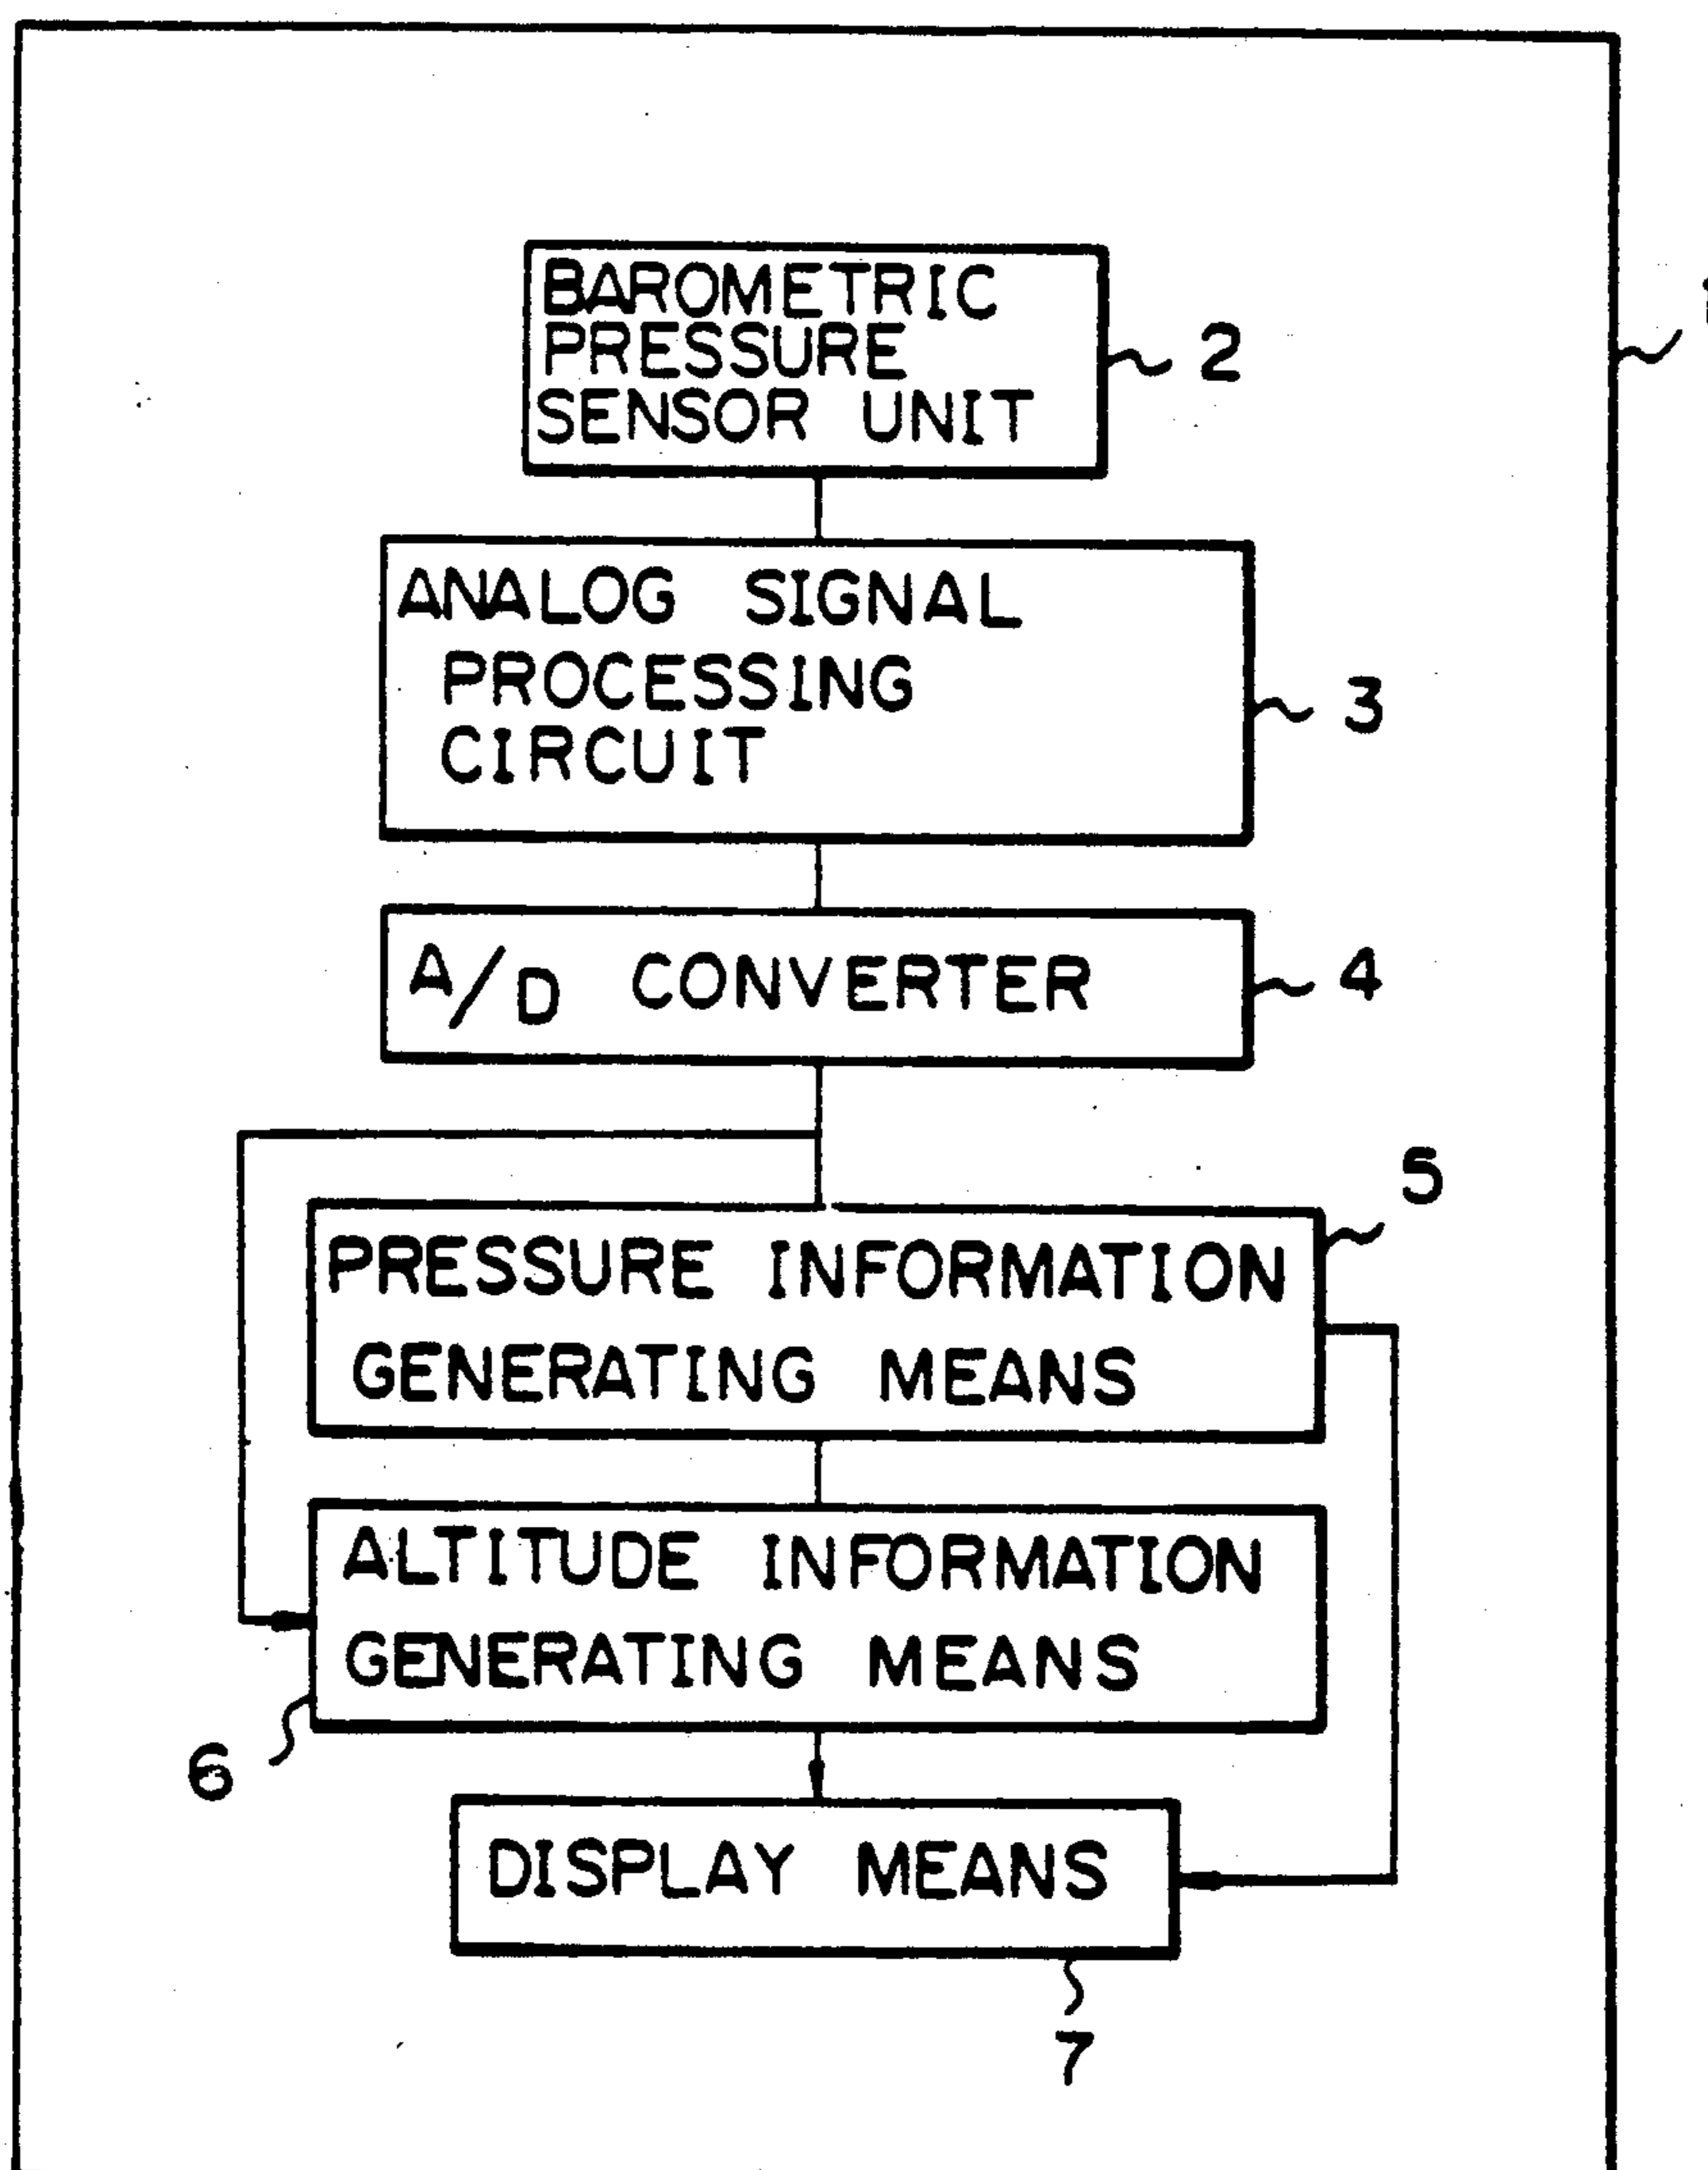 BAROMETRIC
PRESSURE
SENSOR UNIT
2
ANALOG SIGNAL
PROCESSING
CIRCUIT
3
A/D CONVERTER
4
5
PRESSURE INFORMATION
GENERATING MEANS
ALTITUDE INFORMATION
GENERATING MEANS
6
DISPLAY MEANS
7